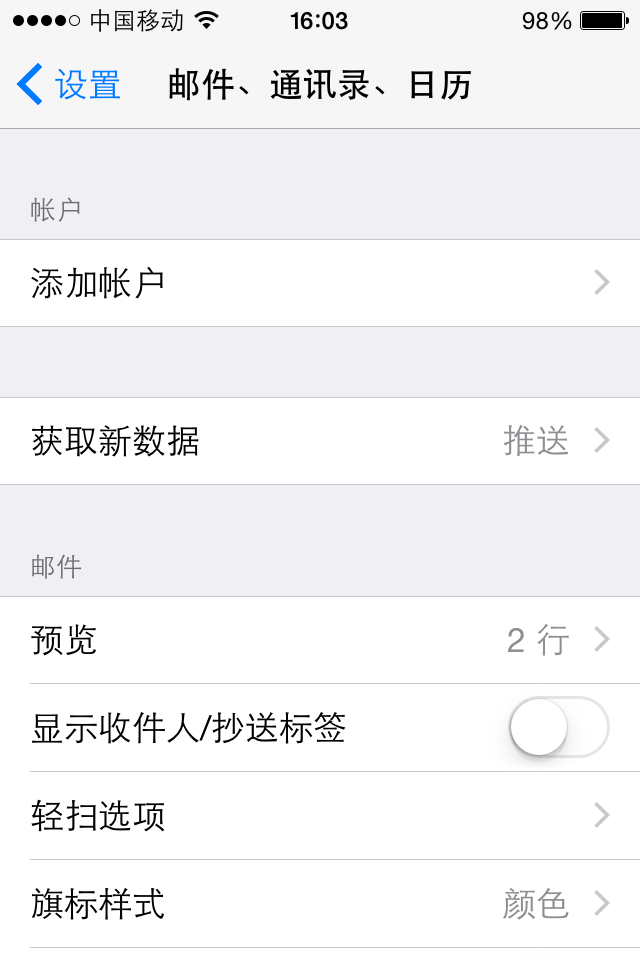 中国移动 16:03 98%
设置 邮件、通讯录、日历
帐户
添加帐户
获取新数据 推送
邮件
预览 2 行
显示收件人/抄送标签
轻扫选项
旗标样式 颜色